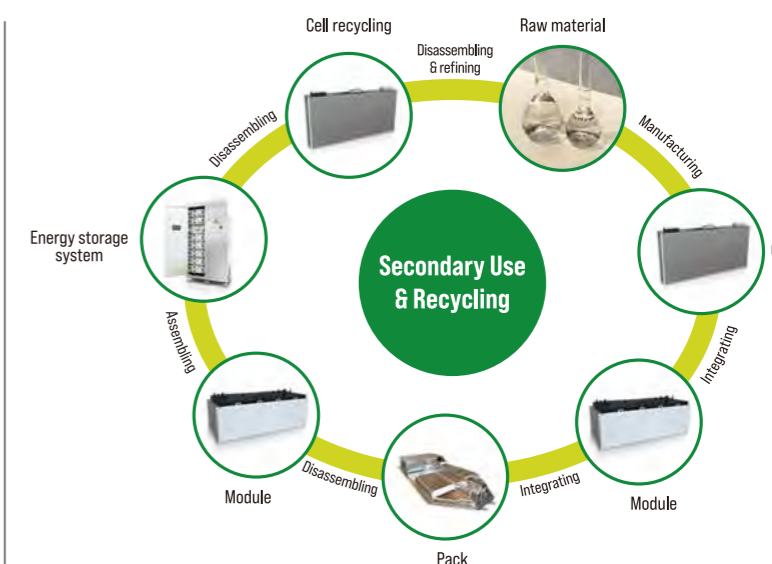 Cell recycling
Disassembling
& refining
Raw material
Manufacturing
Integrating
Module
Integrating
Pack
Disassembling
Module
Assembling
Energy storage
system
Disassembling
Secondary Use
& Recycling